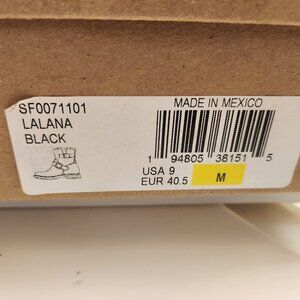 SF0071101
LALANA
BLACK
MADE IN MEXICO
1 94805 38151 5
USA 9
EUR 40.5
M